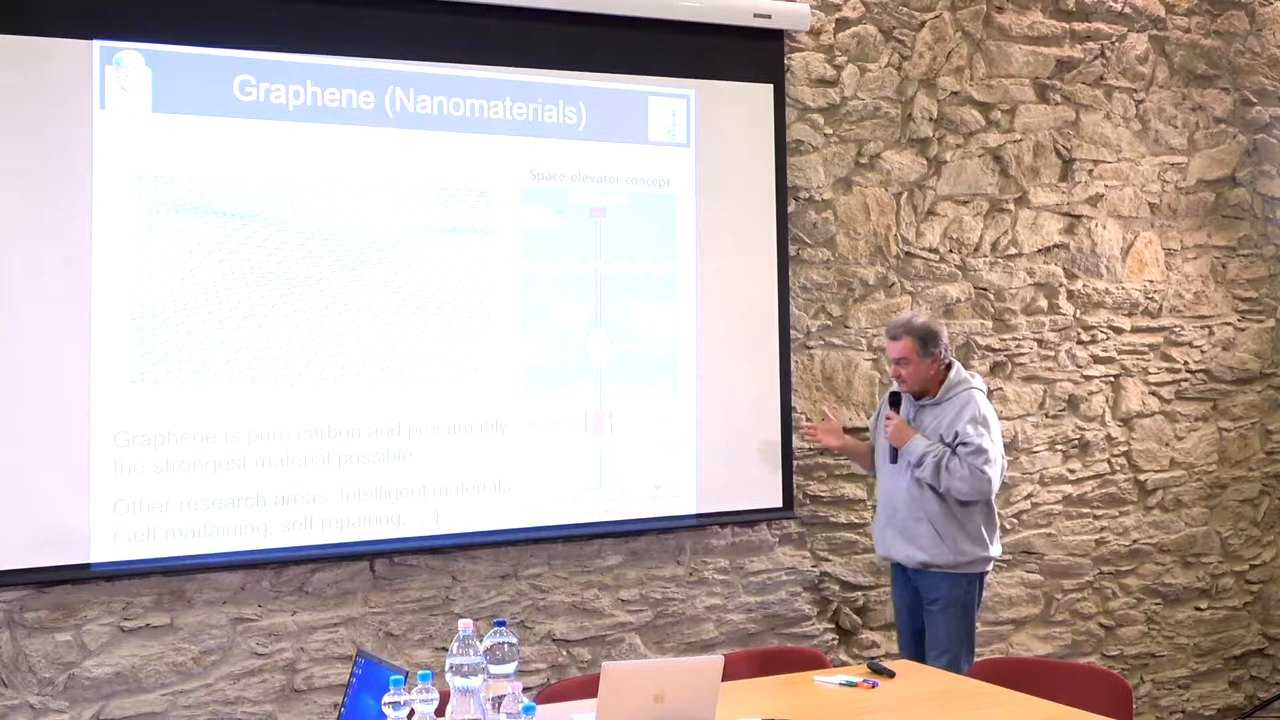 Graphene (Nanomaterials)
Space elevator concept
Graphene is pure carbon and presumably
the strongest material possible
Other research areas: Intelligent materials
(self maitaining, self repairing, ...)